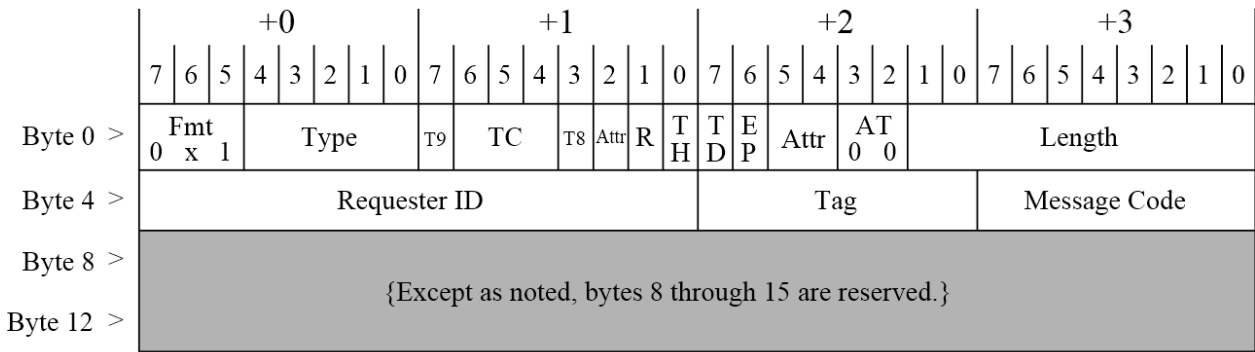 +0 +1 +2 +3
7 6 5 4 3 2 1 0 7 6 5 4 3 2 1 0 7 6 5 4 3 2 1 0 7 6 5 4 3 2 1 0
Byte 0 > Fmt 0 x 1 Type T9 TC T8 Attr R TH TD EP Attr AT 0 0 Length
Byte 4 > Requester ID Tag Message Code
Byte 8 >
{Except as noted, bytes 8 through 15 are reserved.}
Byte 12 >